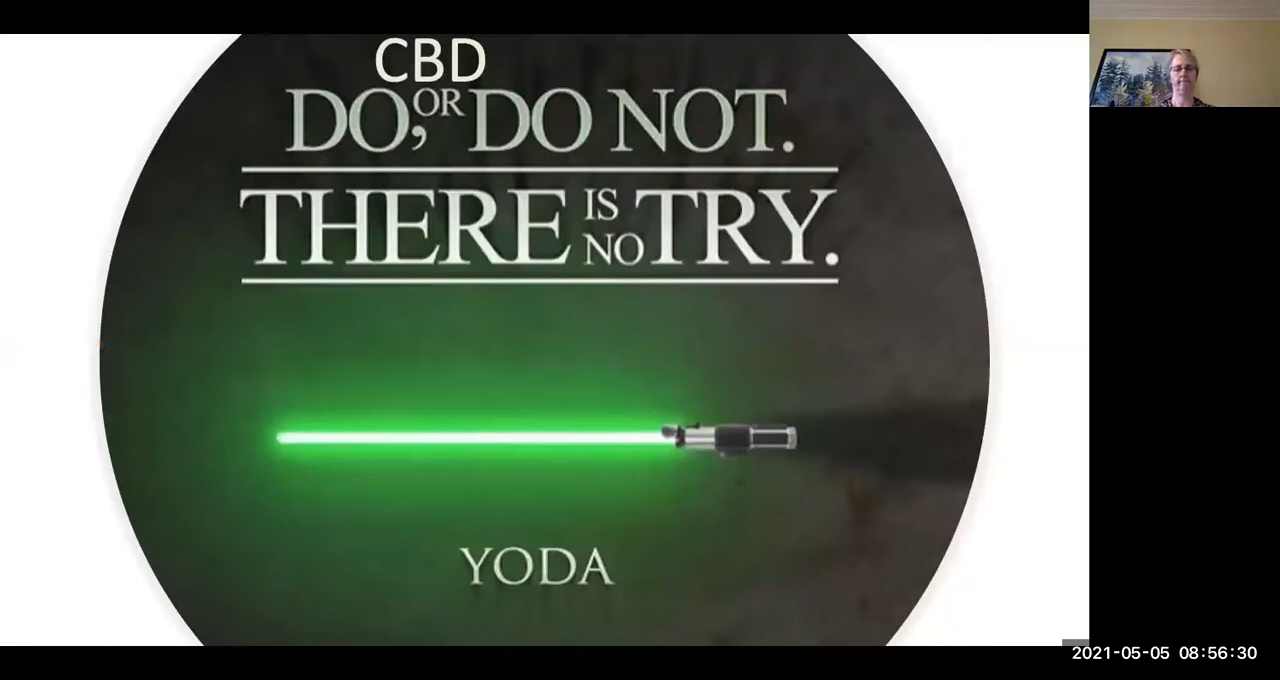 CBD
DO, OR DO NOT.
THERE IS NO TRY.
YODA
2021-05-05 08:56:30